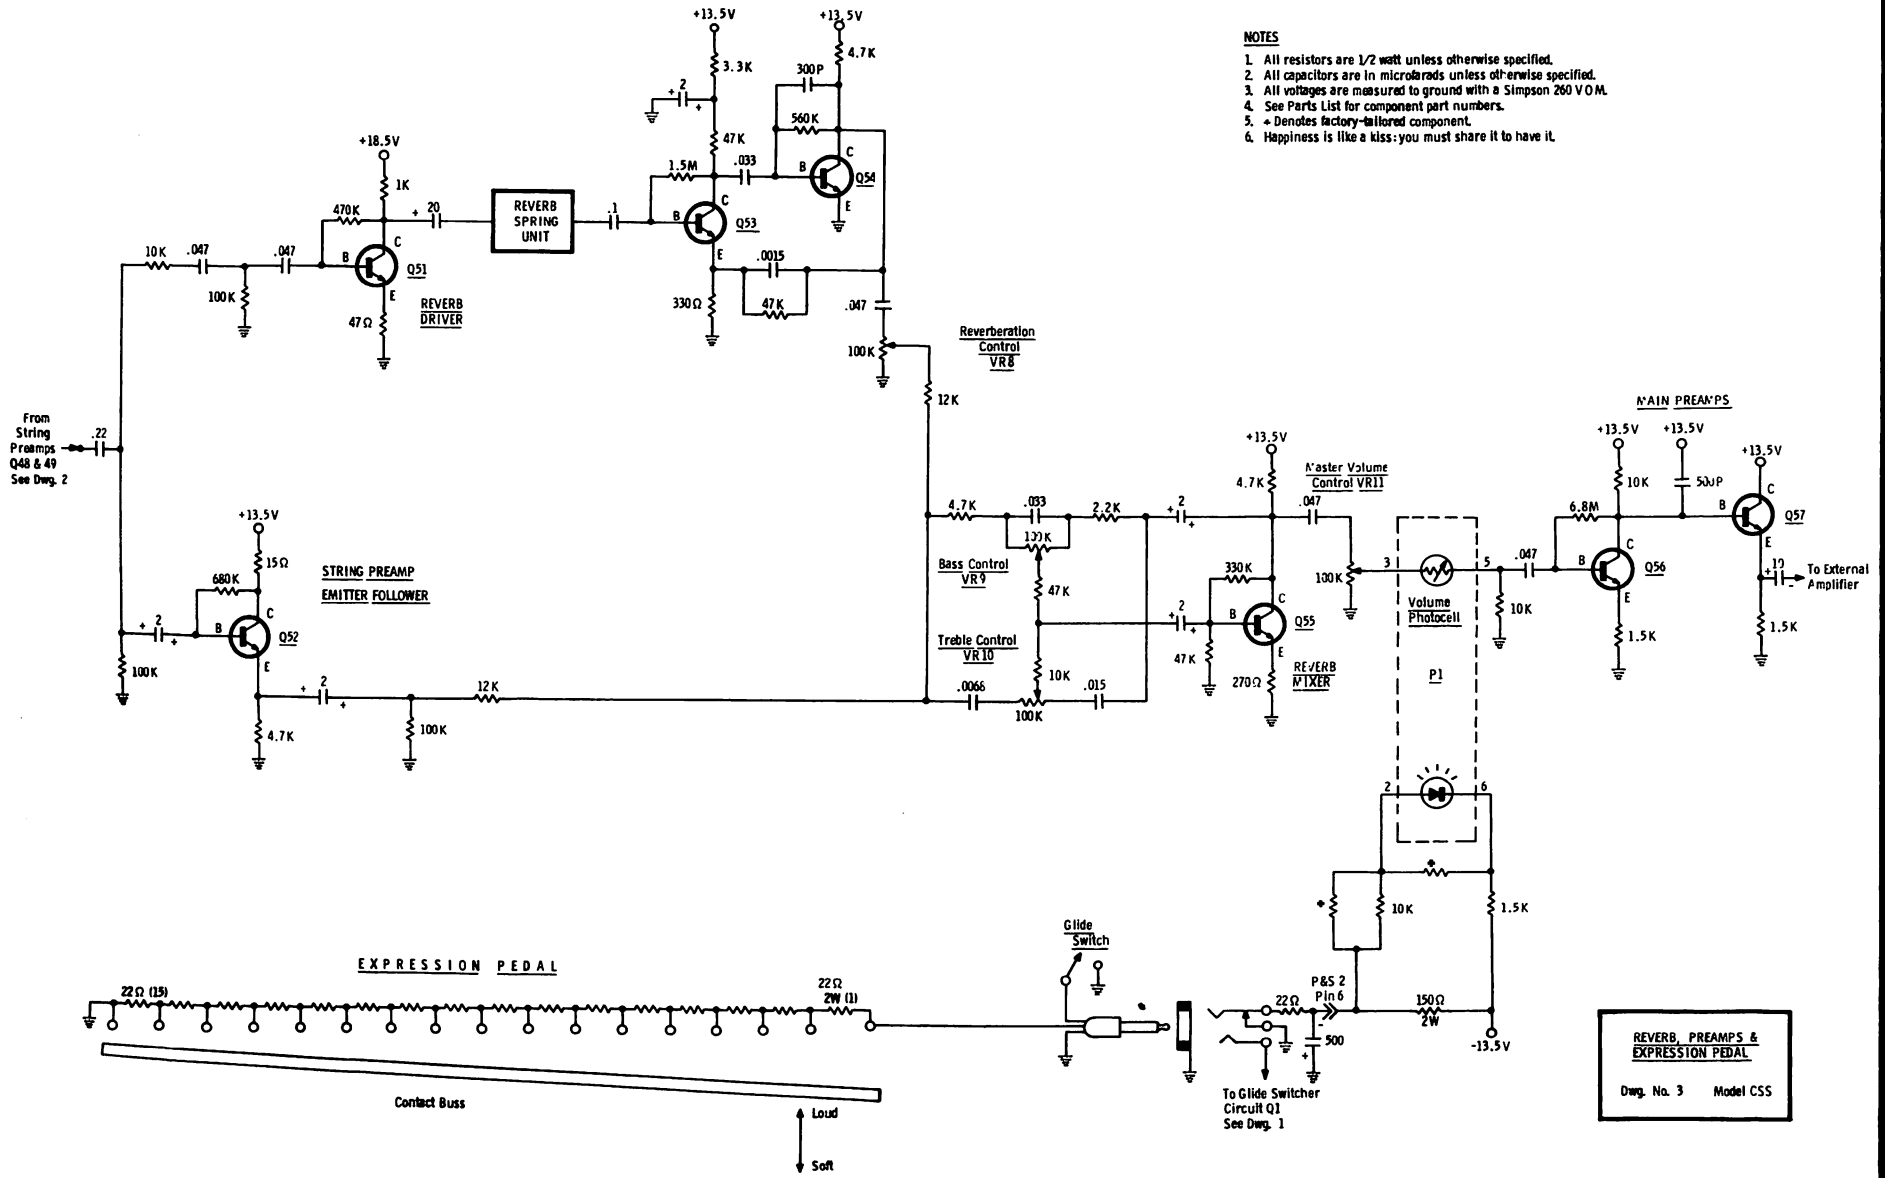 NOTES
1. All resistors are 1/2 watt unless otherwise specified.
2. All capacitors are in microfarads unless otherwise specified.
3. All voltages are measured to ground with a Simpson 260 V O M.
4. See Parts List for component part numbers.
5. + Denotes factory-tailored component.
6. Happiness is like a kiss: you must share it to have it.
+13.5V
+13.5V
3.3K
4.7K
+ 2 +
300P
560K
47K
+18.5V
1K
1.5M
.033
B C E
Q54
470K
+ 20
REVERB
SPRING
UNIT
.1
B C E
Q53
10K
.047
.047
100K
B C E
Q51
REVERB
DRIVER
47Ω
.0015
330Ω
47K
.047
100K
Reverberation
Control
VR8
12K
From
String
Preamps
Q48 & 49
See Dwg. 2
.22
MAIN PREAMPS
+13.5V
+13.5V
+13.5V
+13.5V
4.7K
Master Volume
Control VR11
.047
10K
50P
4.7K
.033
2.2K
+ 2 +
100K
Bass Control
VR9
47K
330K
100K
3
5
.047
6.8M
B C E
Q56
B C E
Q57
+ 10 -
To External
Amplifier
Volume
Photocell
10K
1.5K
1.5K
+13.5V
15Ω
680K
STRING PREAMP
EMITTER FOLLOWER
+ 2 +
B C E
Q52
100K
+ 2 +
B C E
Q55
47K
Treble Control
VR10
10K
REVERB
MIXER
270Ω
P1
+ 2 +
12K
.0068
100K
.015
4.7K
100K
2
6
+
+
10K
1.5K
Glide
Switch
EXPRESSION PEDAL
22Ω (15)
22Ω
2W (1)
22Ω
P&S 2
Pin 6
150Ω
2W
-
500
+
-13.5V
Contact Buss
Loud
Soft
To Glide Switcher
Circuit Q1
See Dwg. 1
REVERB, PREAMPS &
EXPRESSION PEDAL
Dwg. No. 3 Model CSS